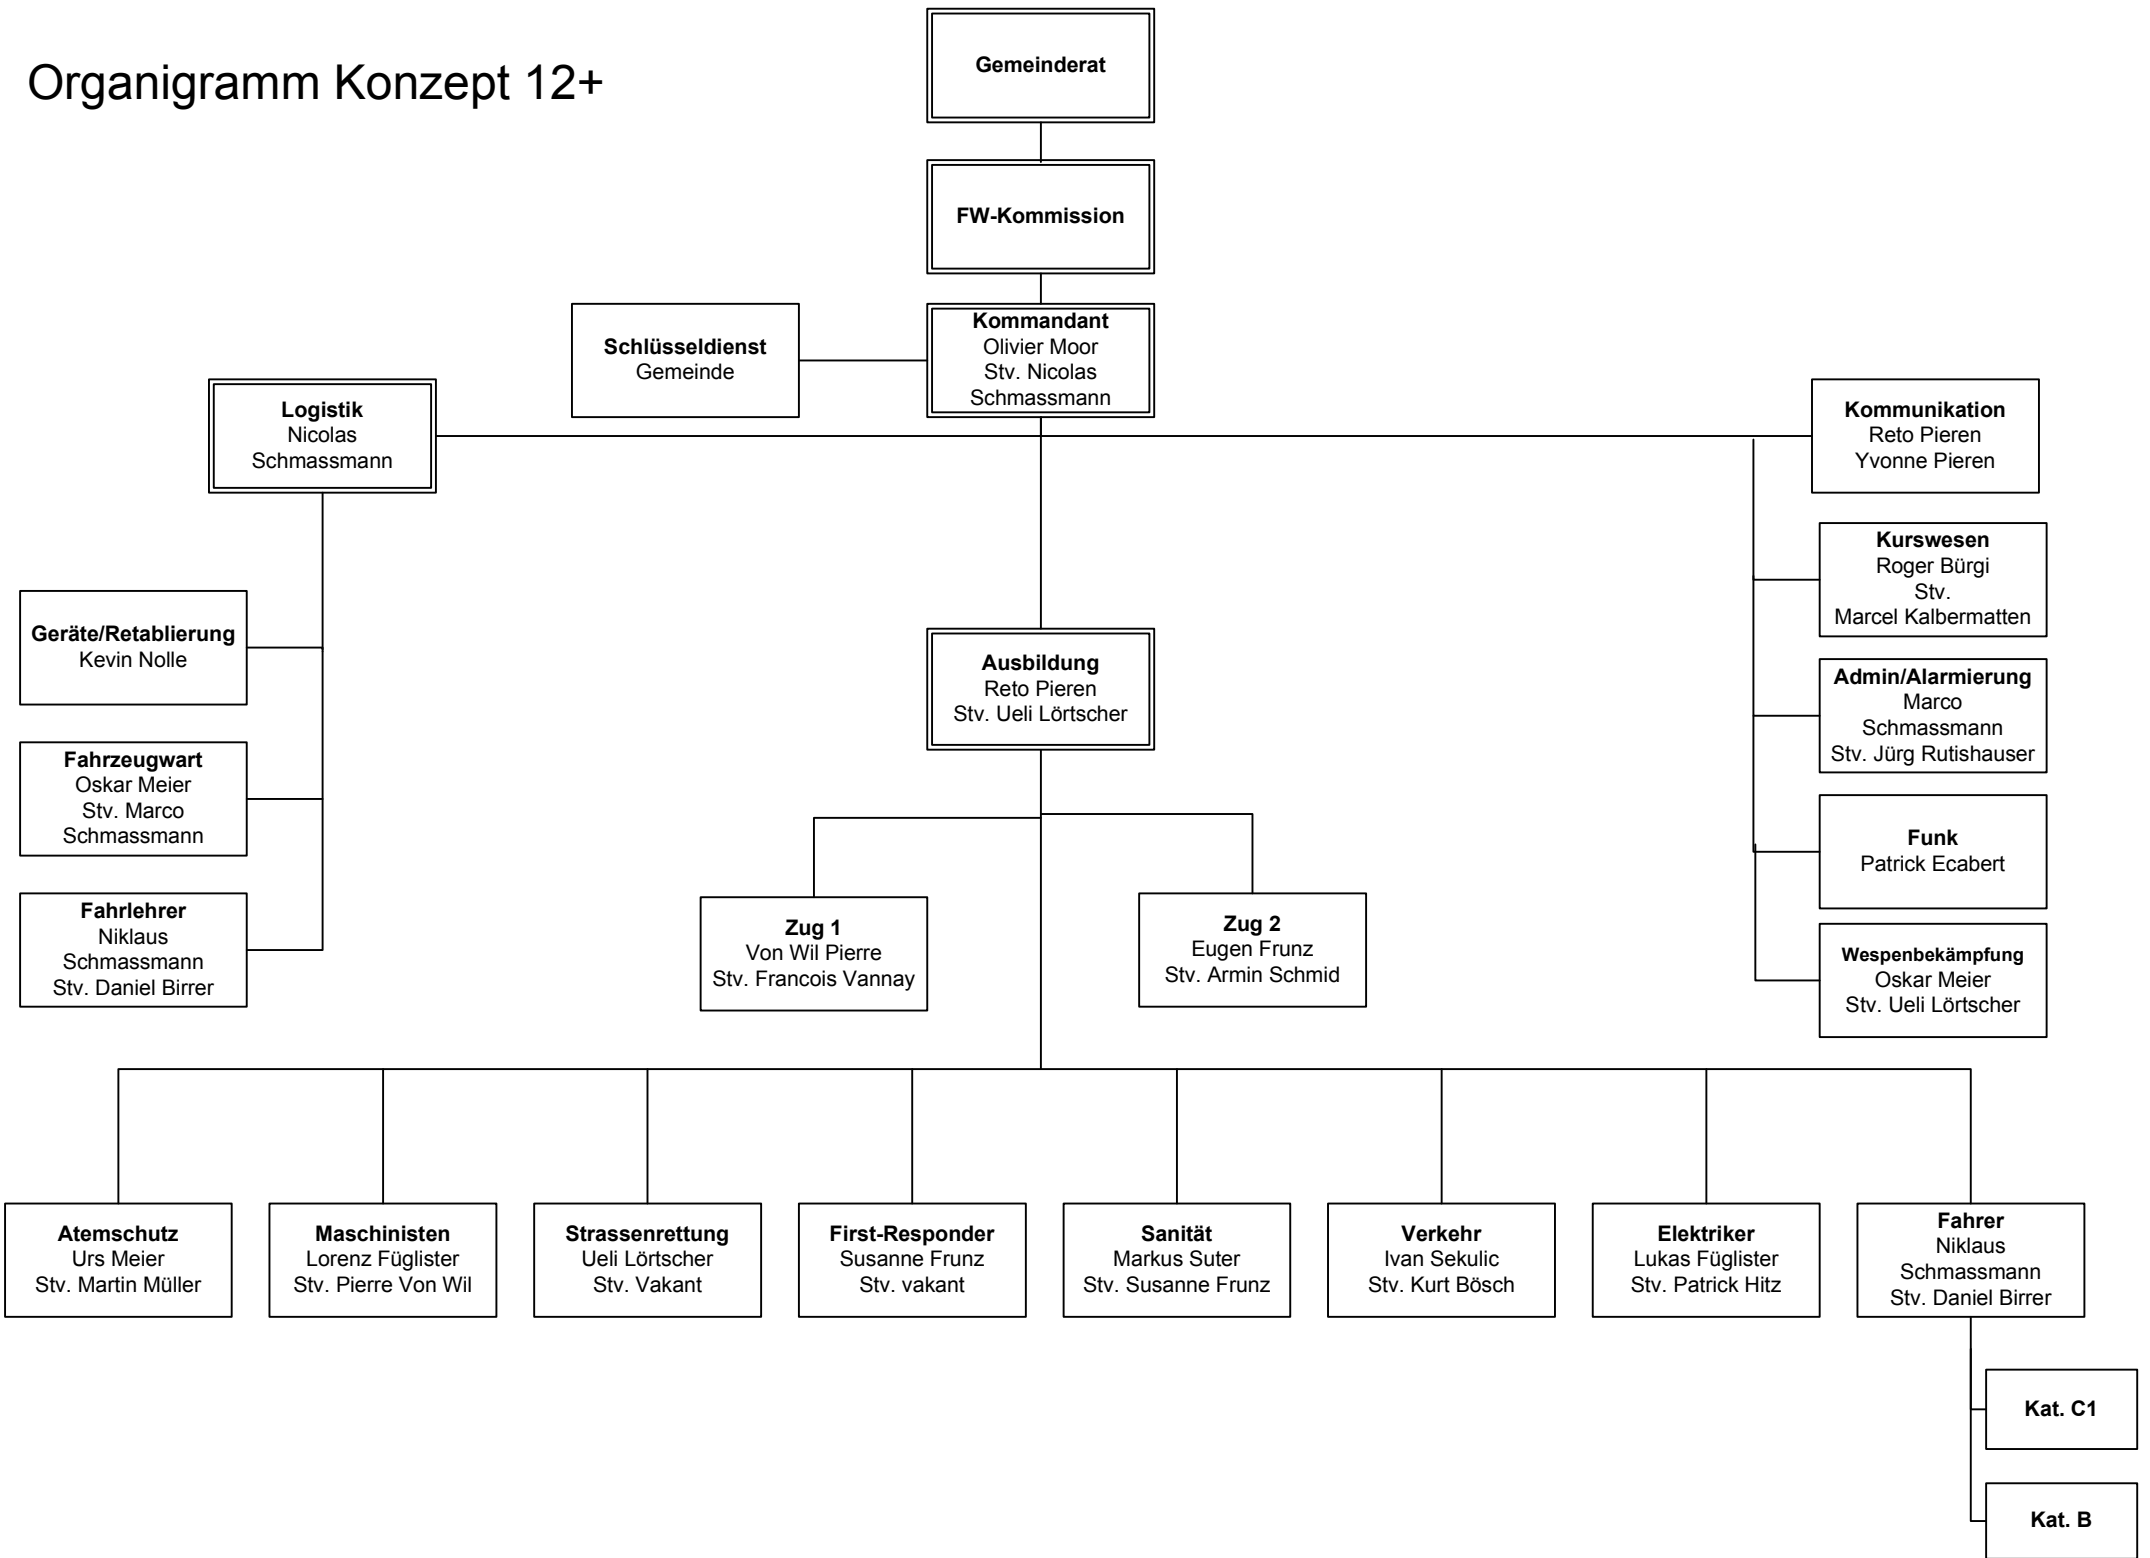 Organigramm Konzept 12+
Gemeinderat
FW-Kommission
Kommandant
Olivier Moor
Stv. Nicolas
Schmassmann
Schlüsseldienst
Gemeinde
Logistik
Nicolas
Schmassmann
Kommunikation
Reto Pieren
Yvonne Pieren
Kurswesen
Roger Bürgi
Stv.
Marcel Kalbermatten
Geräte/Retablierung
Kevin Nolle
Ausbildung
Reto Pieren
Stv. Ueli Lörtscher
Admin/Alarmierung
Marco
Schmassmann
Stv. Jürg Rutishauser
Fahrzeugwart
Oskar Meier
Stv. Marco
Schmassmann
Funk
Patrick Ecabert
Fahrlehrer
Niklaus
Schmassmann
Stv. Daniel Birrer
Zug 1
Von Wil Pierre
Stv. Francois Vannay
Zug 2
Eugen Frunz
Stv. Armin Schmid
Wespenbekämpfung
Oskar Meier
Stv. Ueli Lörtscher
Atemschutz
Urs Meier
Stv. Martin Müller
Maschinisten
Lorenz Füglister
Stv. Pierre Von Wil
Strassenrettung
Ueli Lörtscher
Stv. Vakant
First-Responder
Susanne Frunz
Stv. vakant
Sanität
Markus Suter
Stv. Susanne Frunz
Verkehr
Ivan Sekulic
Stv. Kurt Bösch
Elektriker
Lukas Füglister
Stv. Patrick Hitz
Fahrer
Niklaus
Schmassmann
Stv. Daniel Birrer
Kat. C1
Kat. B